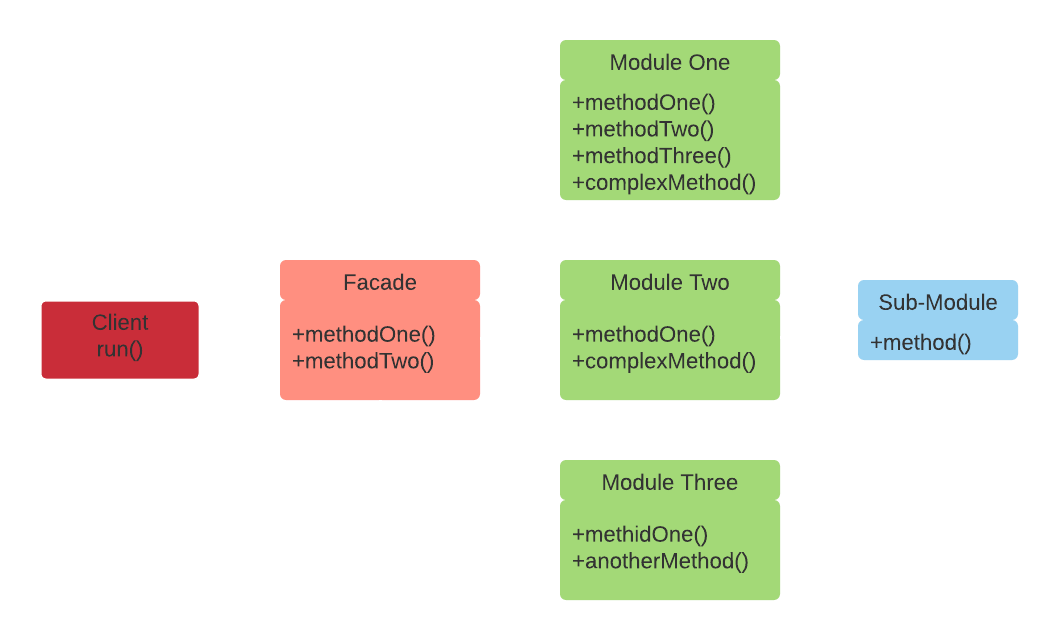 Module One
+methodOne()
+methodTwo()
+methodThree()
+complexMethod()
Client
run()
Facade
+methodOne()
+methodTwo()
Module Two
+methodOne()
+complexMethod()
Sub-Module
+method()
Module Three
+methidOne()
+anotherMethod()